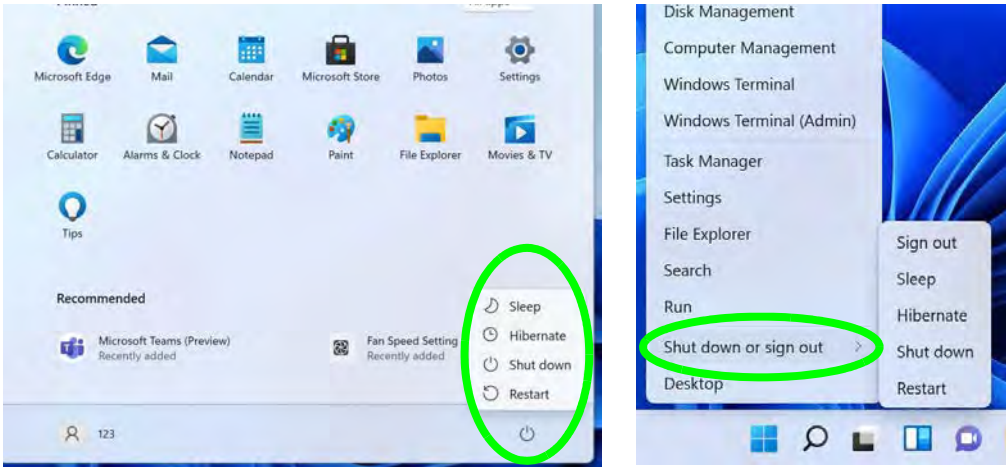 Microsoft Edge
Mail
Calendar
Microsoft Store
Photos
Settings
Calculator
Alarms & Clock
Notepad
Paint
File Explorer
Movies & TV
Tips
Recommended
Microsoft Teams (Preview)
Recently added
Fan Speed Setting
Recently added
Sleep
Hibernate
Shut down
Restart
123
Disk Management
Computer Management
Windows Terminal
Windows Terminal (Admin)
Task Manager
Settings
File Explorer
Search
Run
Shut down or sign out
Desktop
Sign out
Sleep
Hibernate
Shut down
Restart